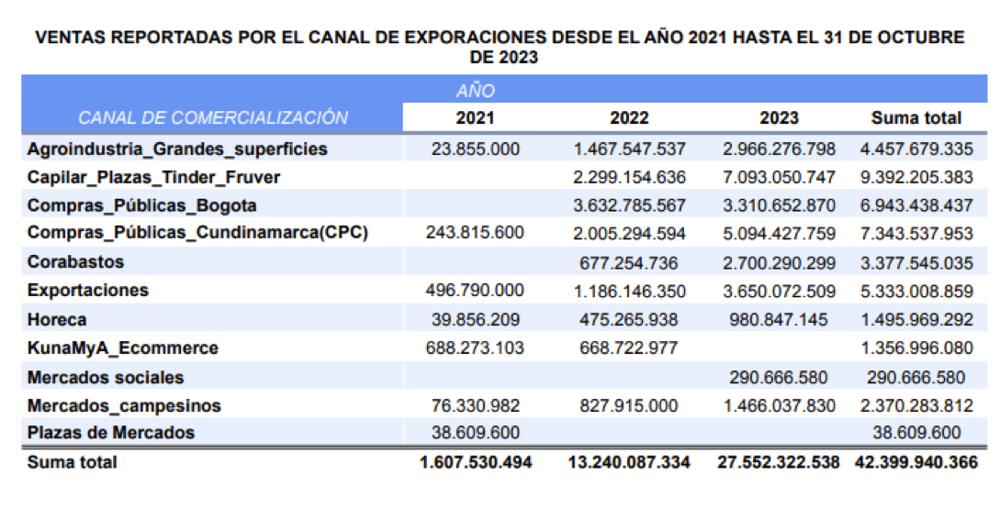 VENTAS REPORTADAS POR EL CANAL DE EXPORACIONES DESDE EL AÑO 2021 HASTA EL 31 DE OCTUBRE
DE 2023
AÑO
CANAL DE COMERCIALIZACIÓN 2021 2022 2023 Suma total
Agroindustria_Grandes_superficies 23.855.000 1.467.547.537 2.966.276.798 4.457.679.335
Capilar_Plazas_Tinder_Fruver 2.299.154.636 7.093.050.747 9.392.205.383
Compras_Públicas_Bogota 3.632.785.567 3.310.652.870 6.943.438.437
Compras_Públicas_Cundinamarca(CPC) 243.815.600 2.005.294.594 5.094.427.759 7.343.537.953
Corabastos 677.254.736 2.700.290.299 3.377.545.035
Exportaciones 496.790.000 1.186.146.350 3.650.072.509 5.333.008.859
Horeca 39.856.209 475.265.938 980.847.145 1.495.969.292
KunaMyA_Ecommerce 688.273.103 668.722.977 1.356.996.080
Mercados sociales 290.666.580 290.666.580
Mercados_campesinos 76.330.982 827.915.000 1.466.037.830 2.370.283.812
Plazas de Mercados 38.609.600 38.609.600
Suma total 1.607.530.494 13.240.087.334 27.552.322.538 42.399.940.366